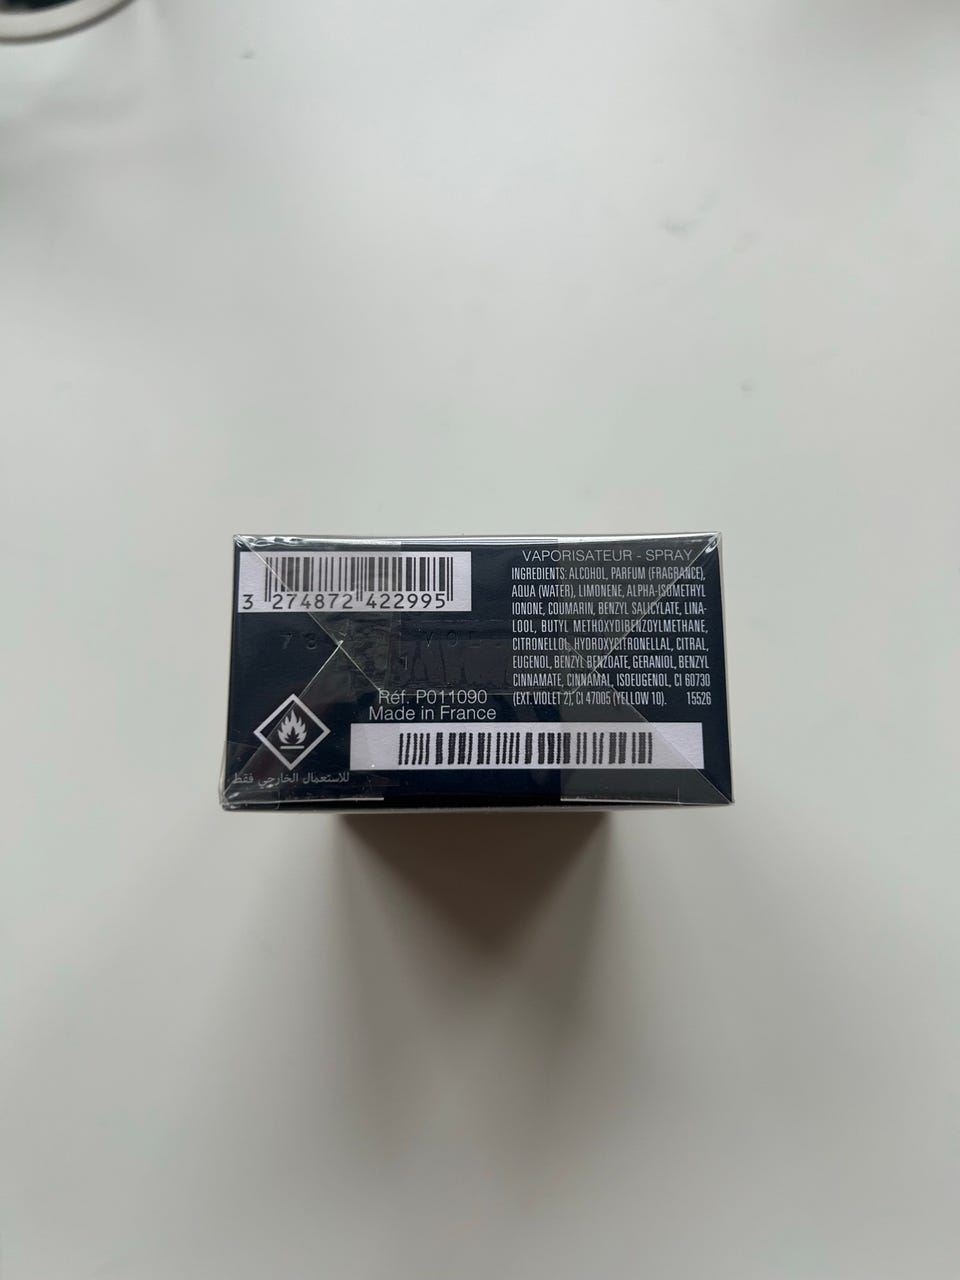 3 274872 422995
VAPORISATEUR - SPRAY
INGREDIENTS: ALCOHOL, PARFUM (FRAGRANCE),
AQUA (WATER), LIMONENE, ALPHA-ISOMETHYL
IONONE, COUMARIN, BENZYL SALICYLATE, LINA-
LOOL, BUTYL METHOXYDIBENZOYLMETHANE,
CITRONELLOL, HYDROXYCITRONELLAL, CITRAL,
EUGENOL, BENZYL BENZOATE, GERANIOL, BENZYL
CINNAMATE, CINNAMAL, ISOEUGENOL, CI 60730
(EXT. VIOLET 2), CI 47005 (YELLOW 10). 15526
Réf. P011090
Made in France
للاستعمال الخارجي فقط